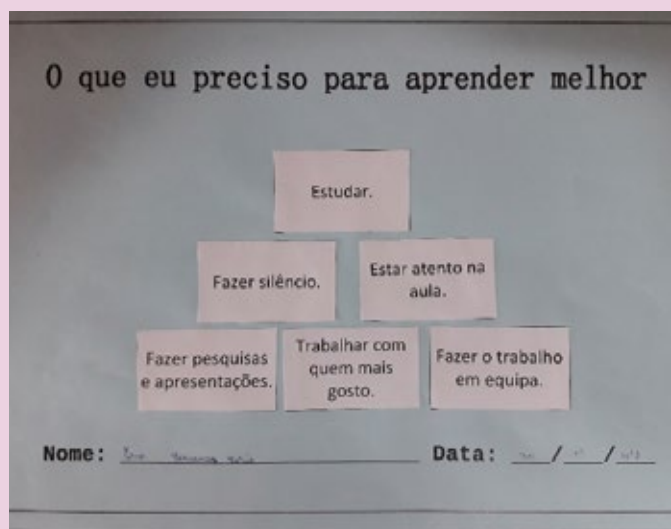 O que eu preciso para aprender melhor
Estudar.
Fazer silêncio.
Estar atento na
aula.
Fazer pesquisas
e apresentações.
Trabalhar com
quem mais
gosto.
Fazer o trabalho
em equipa.
Nome:
Data: / /